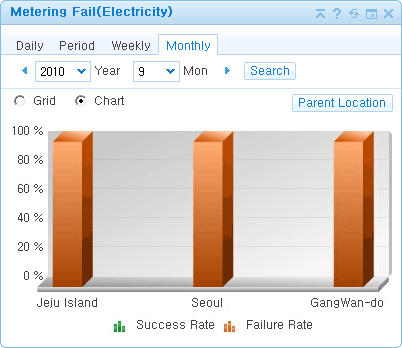 Metering Fail(Electricity)
Daily Period Weekly Monthly
2010 Year 9 Mon Search
Grid Chart
Parent Location
100 %
80 %
60 %
40 %
20 %
0 %
Jeju Island Seoul GangWan-do
Success Rate Failure Rate